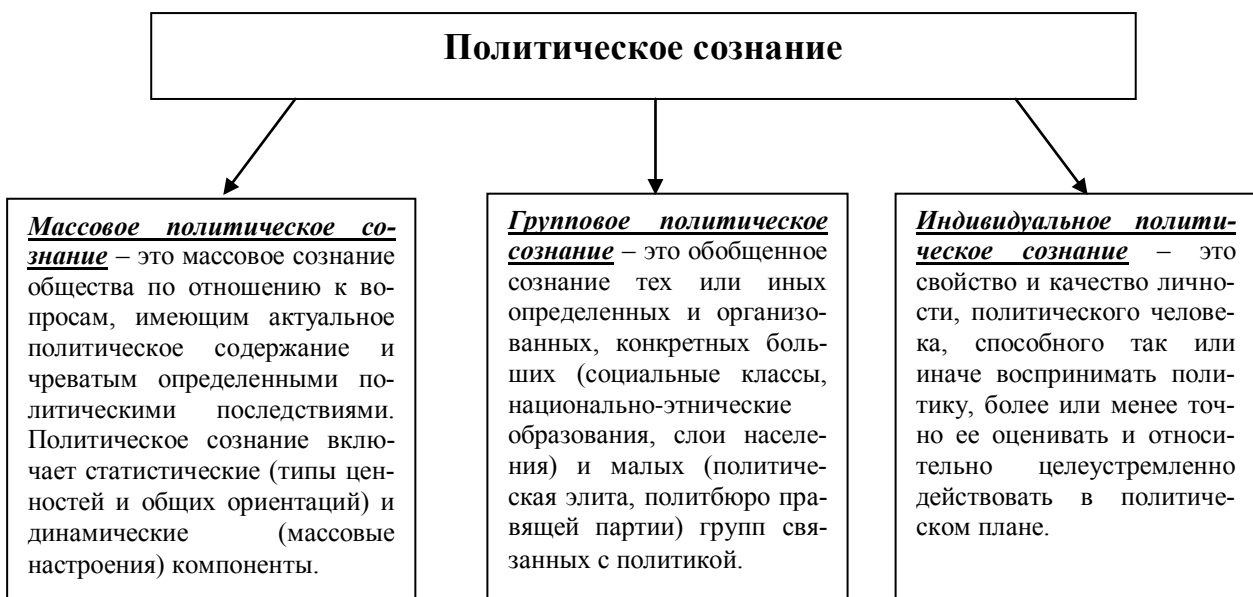 Политическое сознание
Массовое политическое со-
знание – это массовое сознание
общества по отношению к во-
просам, имеющим актуальное
политическое содержание и
чреватым определенными по-
литическими последствиями.
Политическое сознание вклю-
чает статистические (типы цен-
ностей и общих ориентаций) и
динамические (массовые
настроения) компоненты.
Групповое политическое
сознание – это обобщенное
сознание тех или иных
определенных и организо-
ванных, конкретных боль-
ших (социальные классы,
национально-этнические
образования, слои населе-
ния) и малых (политиче-
ская элита, политбюро пра-
вящей партии) групп свя-
занных с политикой.
Индивидуальное полити-
ческое сознание – это
свойство и качество лично-
сти, политического челове-
ка, способного так или
иначе воспринимать поли-
тику, более или менее точ-
но ее оценивать и относи-
тельно целеустремленно
действовать в политиче-
ском плане.